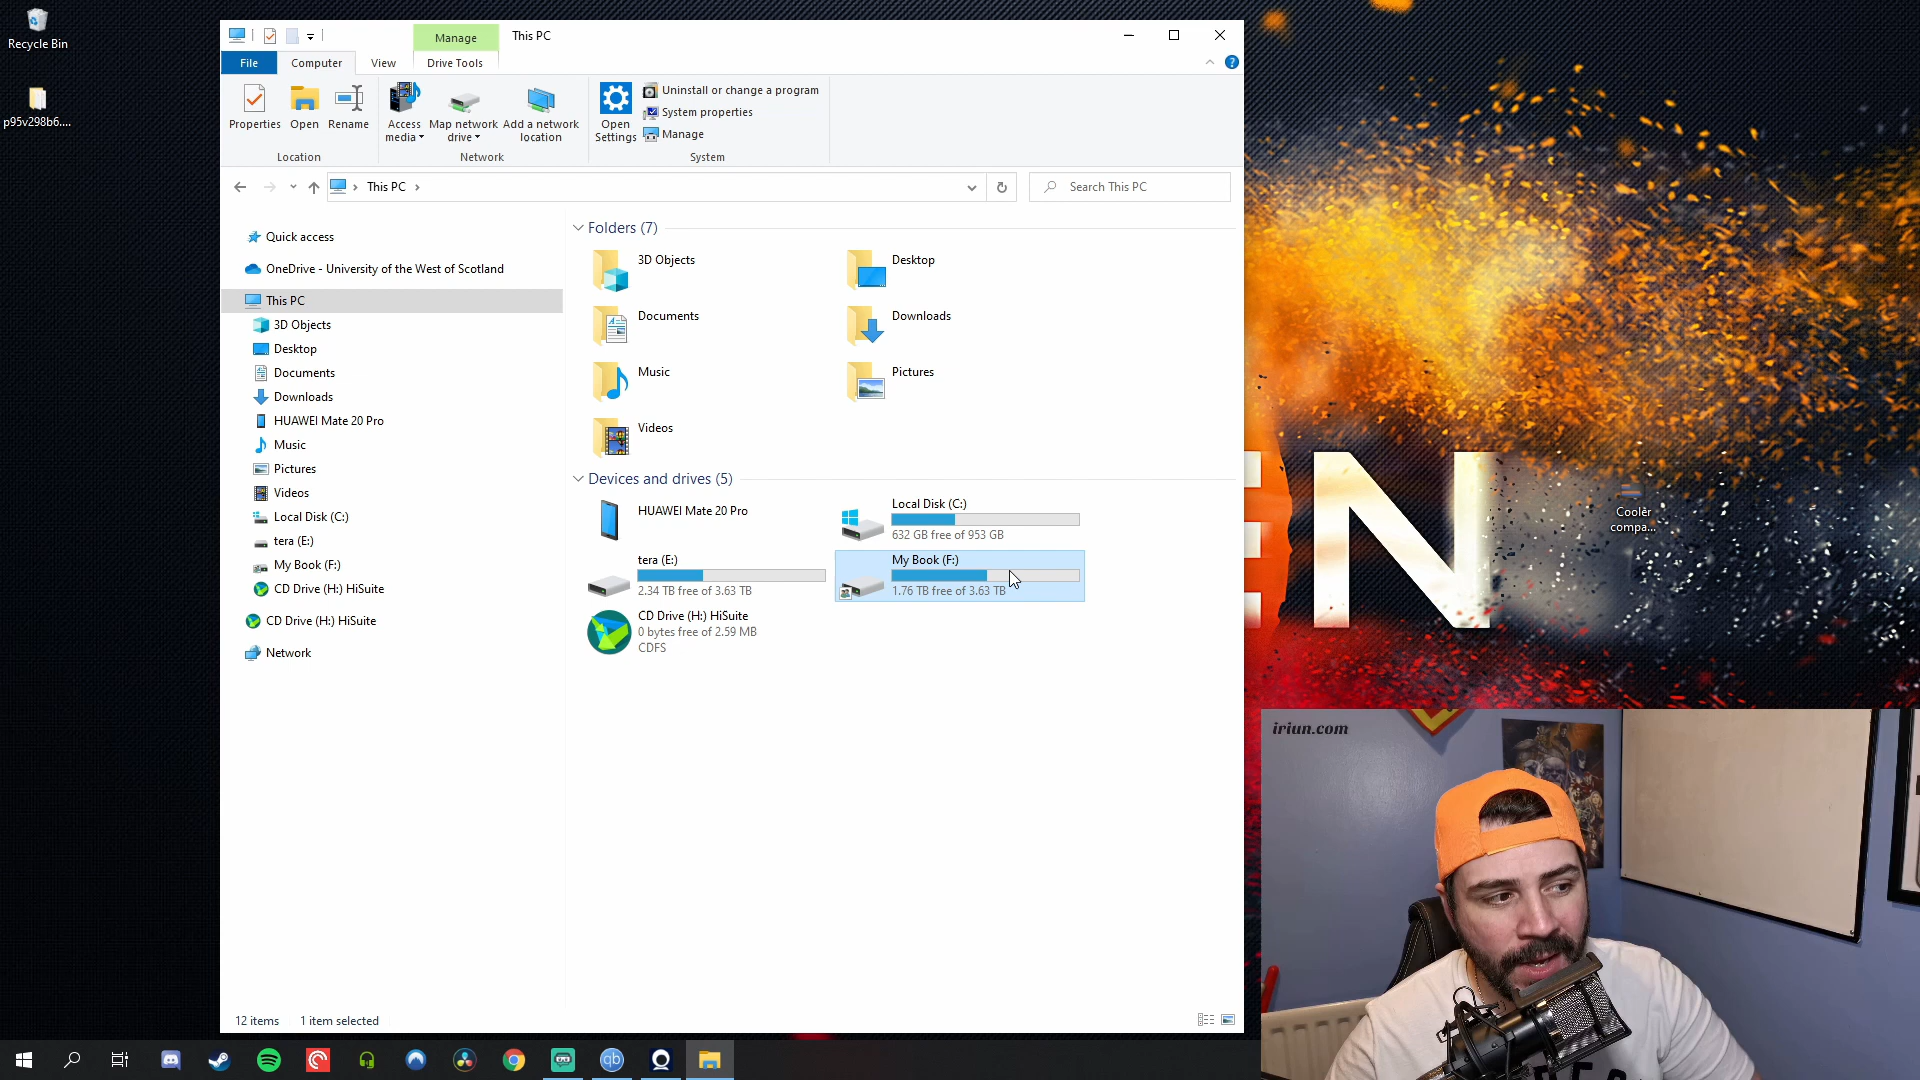 Recycle Bin
p95v298b6....
Manage
This PC
File
Computer
View
Drive Tools
Properties
Open
Rename
Access
media
Map network
drive
Add a network
location
Open
Settings
Uninstall or change a program
System properties
Manage
Location
Network
System
This PC
Search This PC
Quick access
OneDrive - University of the West of Scotland
This PC
3D Objects
Desktop
Documents
Downloads
HUAWEI Mate 20 Pro
Music
Pictures
Videos
Local Disk (C:)
tera (E:)
My Book (F:)
CD Drive (H:) HiSuite
CD Drive (H:) HiSuite
Network
Folders (7)
3D Objects
Desktop
Documents
Downloads
Music
Pictures
Videos
Devices and drives (5)
HUAWEI Mate 20 Pro
Local Disk (C:)
632 GB free of 953 GB
tera (E:)
2.34 TB free of 3.63 TB
My Book (F:)
1.76 TB free of 3.63 TB
CD Drive (H:) HiSuite
0 bytes free of 2.59 MB
CDFS
12 items
1 item selected
EN
Cooler
compa...
iriun.com
qb